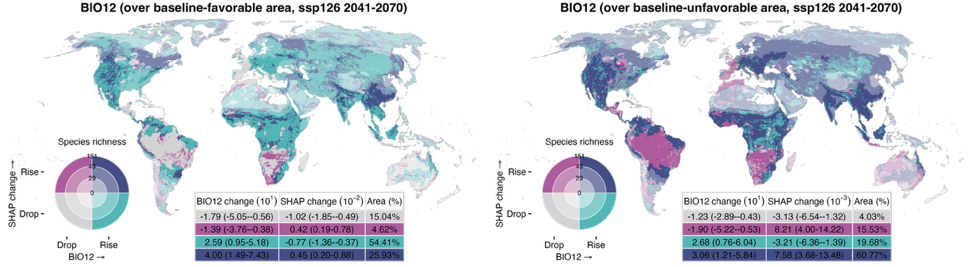 BIO12 (over baseline-favorable area, ssp126 2041-2070)
Species richness
151
43
29
0
SHAP change →
Rise
Drop
Drop Rise
BIO12 →
BIO12 change (10¹) SHAP change (10⁻²) Area (%)
-1.79 (-5.05--0.56) -1.02 (-1.85--0.49) 15.04%
-1.39 (-3.76--0.38) 0.42 (0.19-0.78) 4.62%
2.59 (0.95-5.18) -0.77 (-1.36--0.37) 54.41%
4.00 (1.49-7.43) 0.45 (0.20-0.88) 25.93%
BIO12 (over baseline-unfavorable area, ssp126 2041-2070)
Species richness
151
43
29
0
SHAP change →
Rise
Drop
Drop Rise
BIO12 →
BIO12 change (10¹) SHAP change (10⁻³) Area (%)
-1.23 (-2.89--0.43) -3.13 (-6.54--1.32) 4.03%
-1.90 (-5.22--0.53) 8.21 (4.00-14.22) 15.53%
2.68 (0.76-6.04) -3.21 (-6.36--1.39) 19.68%
3.06 (1.21-5.84) 7.58 (3.68-13.48) 60.77%